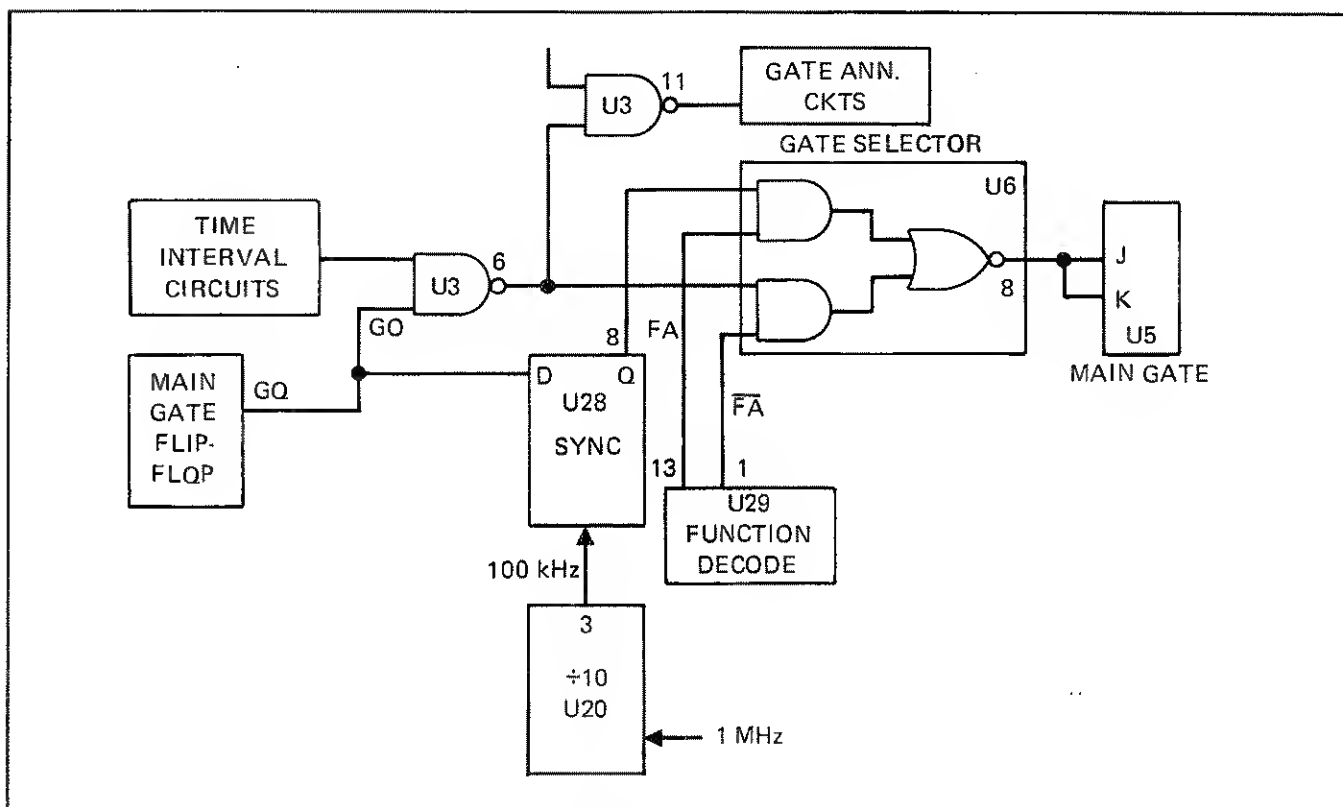 U3
11
GATE ANN.
CKTS
GATE SELECTOR
U6
TIME
INTERVAL
CIRCUITS
U3
6
GO
8
FA
FA
8
J
K
U5
MAIN GATE
MAIN
GATE
FLIP-
FLQP
GQ
D
Q
U28
SYNC
13
1
U29
FUNCTION
DECODE
100 kHz
3
÷10
U20
1 MHz